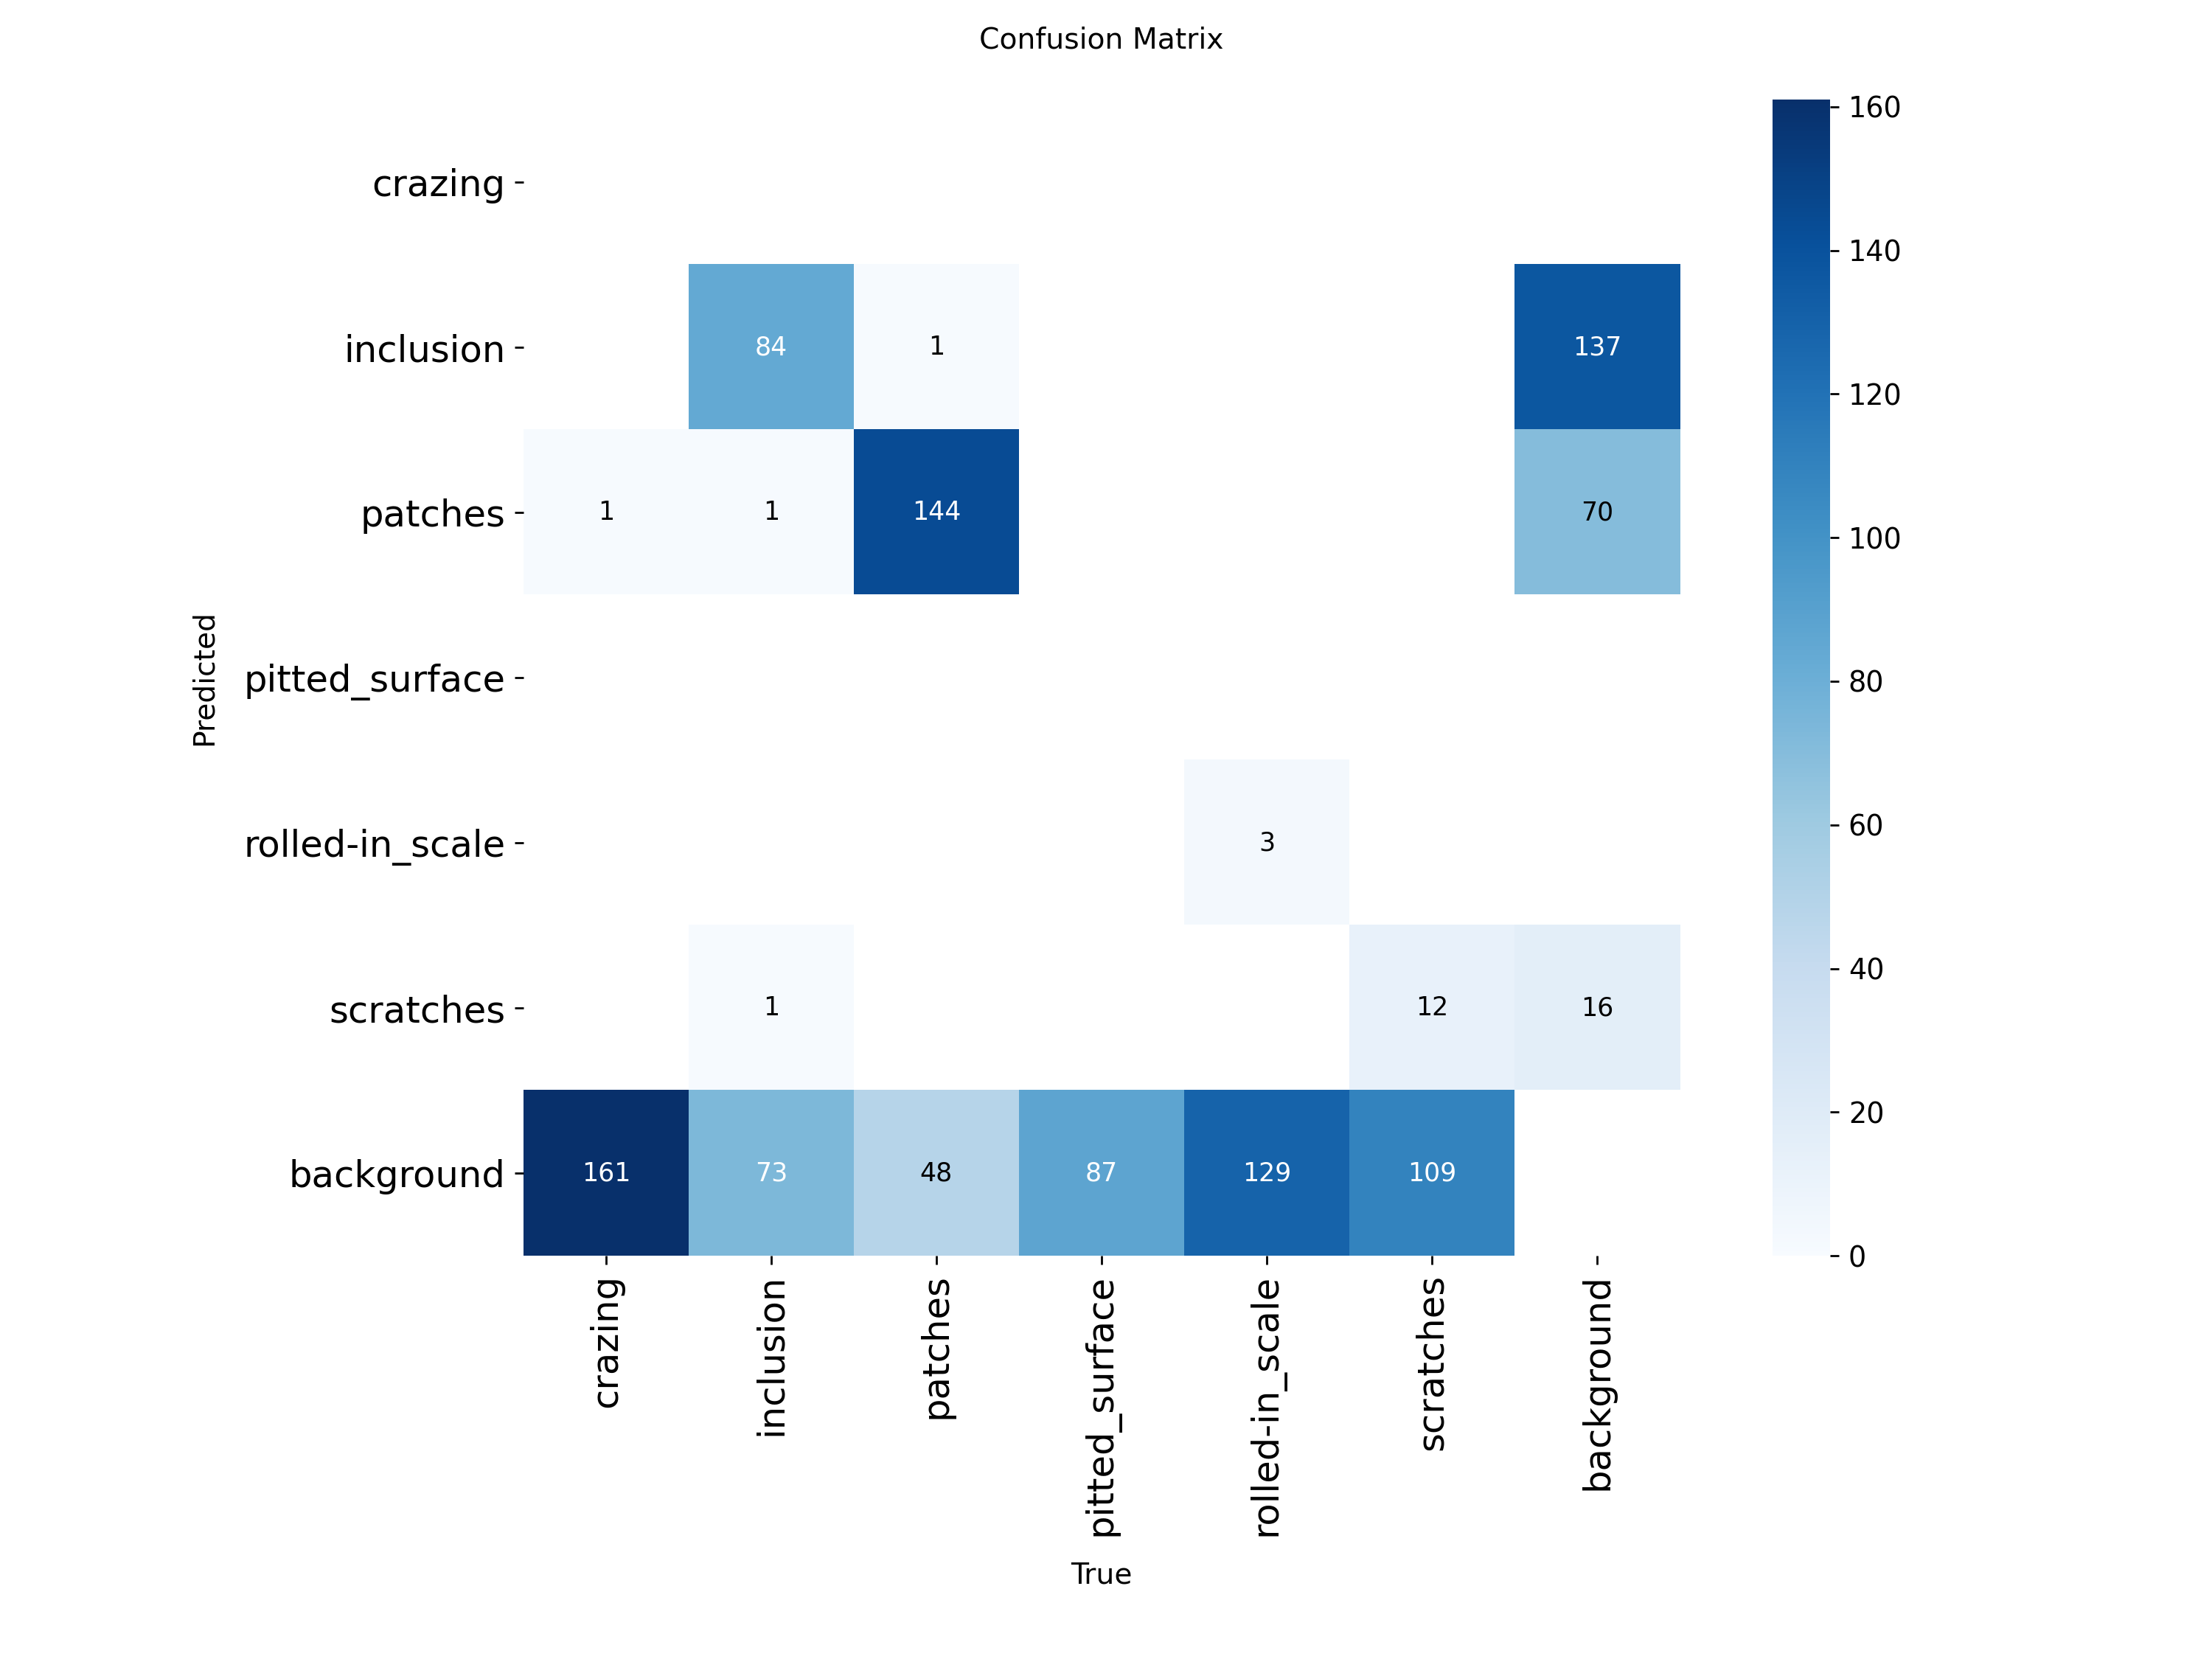 Confusion Matrix
160
crazing
140
inclusion
84
1
137
120
patches
1
1
144
70
100
Predicted
pitted_surface
80
rolled-in_scale
3
60
scratches
1
12
16
40
background
161
73
48
87
129
109
20
0
crazing
inclusion
patches
pitted_surface
rolled-in_scale
scratches
background
True